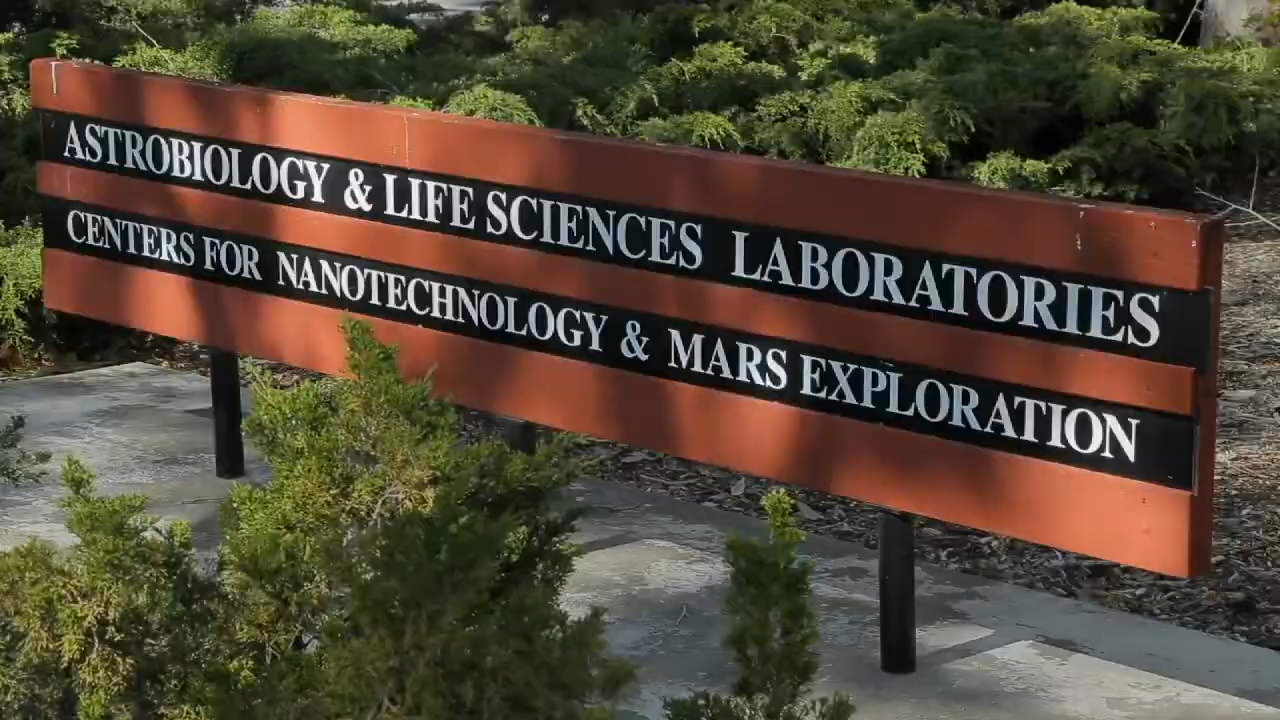 ASTROBIOLOGY & LIFE SCIENCES LABORATORIES
CENTERS FOR NANOTECHNOLOGY & MARS EXPLORATION